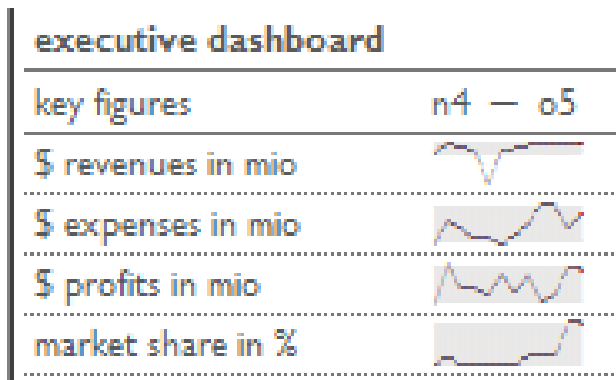 executive dashboard
key figures n4 — o5
$ revenues in mio
$ expenses in mio
$ profits in mio
market share in %